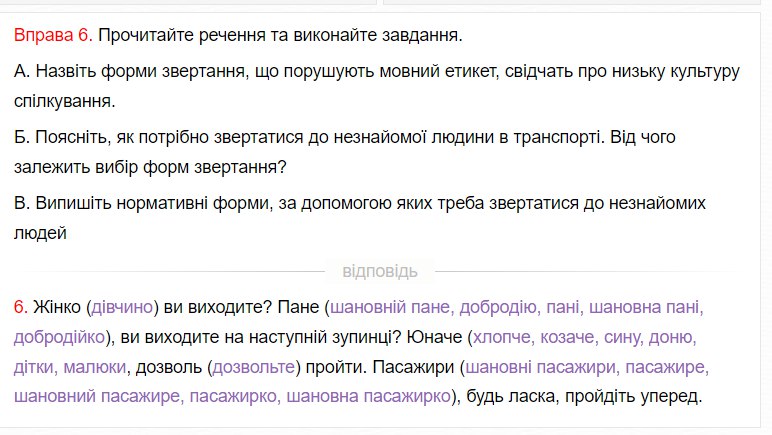 Вправа 6. Прочитайте речення та виконайте завдання.
А. Назвіть форми звертання, що порушують мовний етикет, свідчать про низьку культуру
спілкування.
Б. Поясніть, як потрібно звертатися до незнайомої людини в транспорті. Від чого
залежить вибір форм звертання?
В. Випишіть нормативні форми, за допомогою яких треба звертатися до незнайомих
людей
відповідь
6. Жінко (дівчино) ви виходите? Пане (шановній пане, добродію, пані, шановна пані,
добродійко), ви виходите на наступній зупинці? Юначе (хлопче, козаче, сину, доню,
дітки, малюки, дозволь (дозвольте) пройти. Пасажири (шановні пасажири, пасажире,
шановний пасажире, пасажирко, шановна пасажирко), будь ласка, пройдіть уперед.